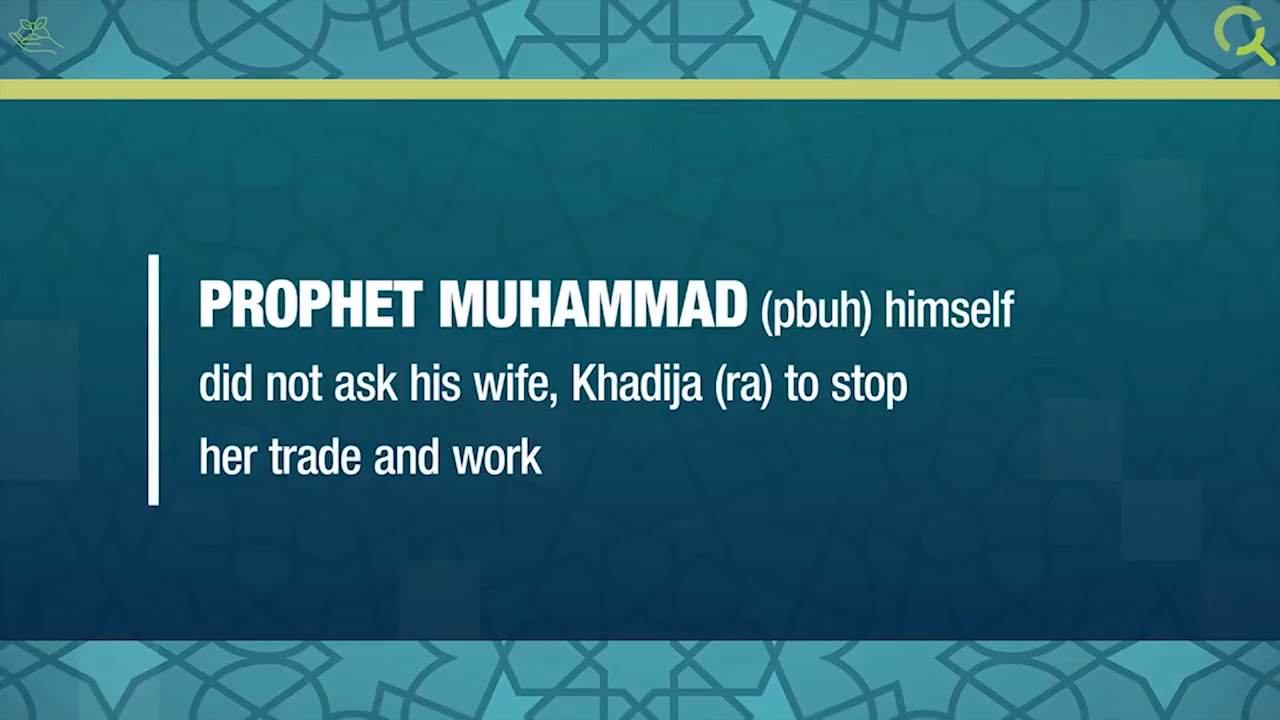 PROPHET MUHAMMAD (pbuh) himself
did not ask his wife, Khadija (ra) to stop
her trade and work